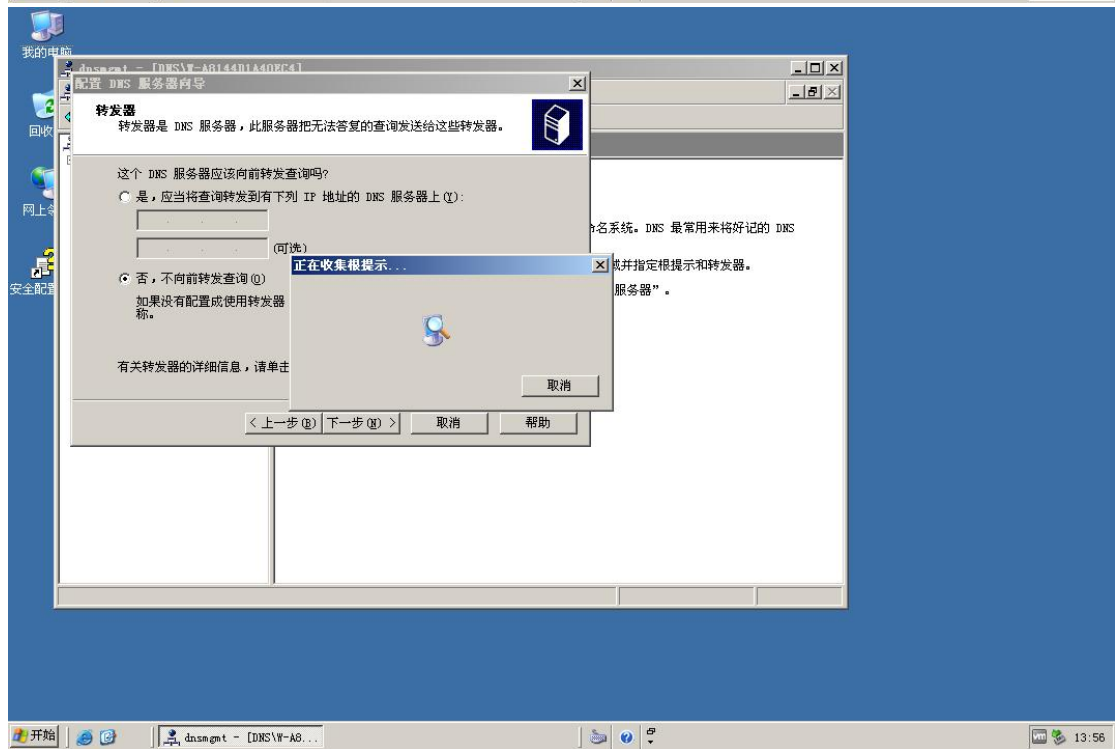 我的电脑
dnsmgmt - [DNS\W-A8144D1A40EC4]
配置 DNS 服务器向导
转发器
转发器是 DNS 服务器，此服务器把无法答复的查询发送给这些转发器。
回收
这个 DNS 服务器应该向前转发查询吗?
是，应当将查询转发到有下列 IP 地址的 DNS 服务器上(Y):
网上
命名系统。DNS 最常用来将好记的 DNS
(可选)
正在收集根提示...
域并指定根提示和转发器。
否，不向前转发查询(O)
安全配置
服务器”。
如果没有配置成使用转发器
称。
有关转发器的详细信息，请单击
取消
< 上一步(B)
下一步(N) >
取消
帮助
开始
dnsmgmt - [DNS\W-A8...
13:56